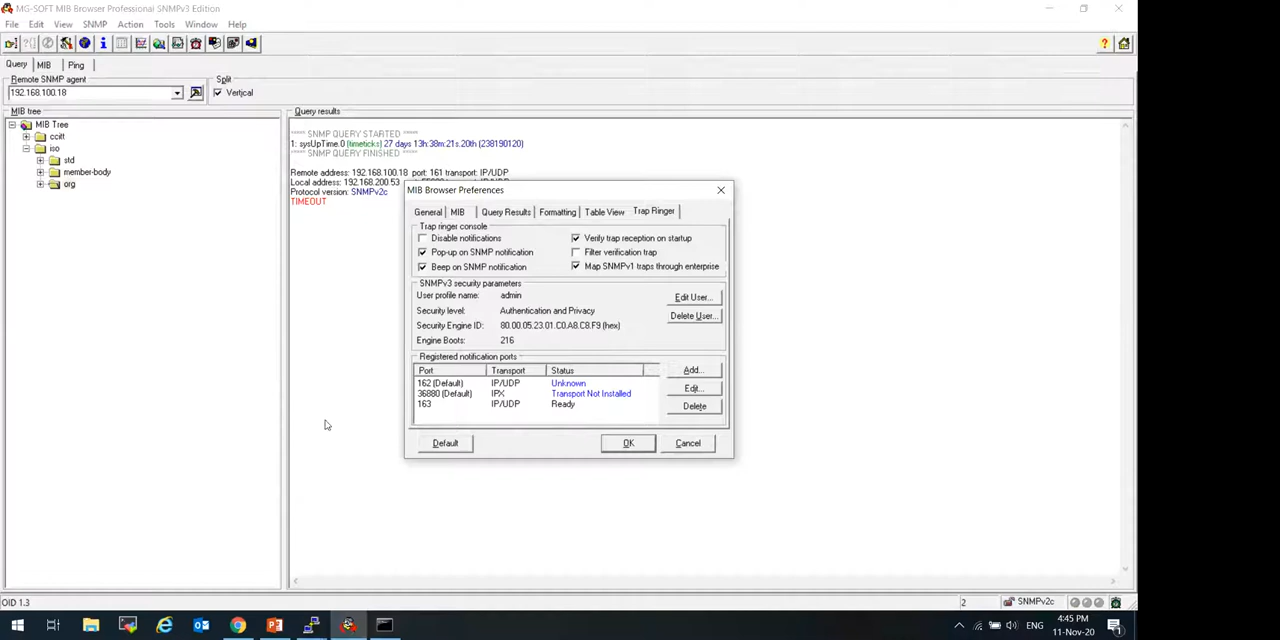 MG-SOFT MIB Browser Professional SNMPv3 Edition
File Edit View SNMP Action Tools Window Help
Query MIB Ping
Remote SNMP agent Split
192.168.100.18 Vertical
MIB tree Query results
MIB Tree
ccitt
iso
std
member-body
org
***** SNMP QUERY STARTED *****
1: sysUpTime.0 (timeticks) 27 days 13h:38m:21s.20th (238190120)
***** SNMP QUERY FINISHED *****
Remote address: 192.168.100.18 port: 161 transport: IP/UDP
Local address: 192.168.200.53
Protocol version: SNMPv2c
TIMEOUT
MIB Browser Preferences
General MIB Query Results Formatting Table View Trap Ringer
Trap ringer console
Disable notifications Verify trap reception on startup
Pop-up on SNMP notification Filter verification trap
Beep on SNMP notification Map SNMPv1 traps through enterprise
SNMPv3 security parameters
User profile name: admin Edit User...
Security level: Authentication and Privacy Delete User...
Security Engine ID: 80.00.05.23.01.C0.A8.C8.F9 (hex)
Engine Boots: 216
Registered notification ports
Port Transport Status Add...
162 (Default) IP/UDP Unknown Edit...
36880 (Default) IPX Transport Not Installed
163 IP/UDP Ready Delete
Default OK Cancel
OID 1.3 2 SNMPv2c
4:45 PM
ENG
11-Nov-20 1